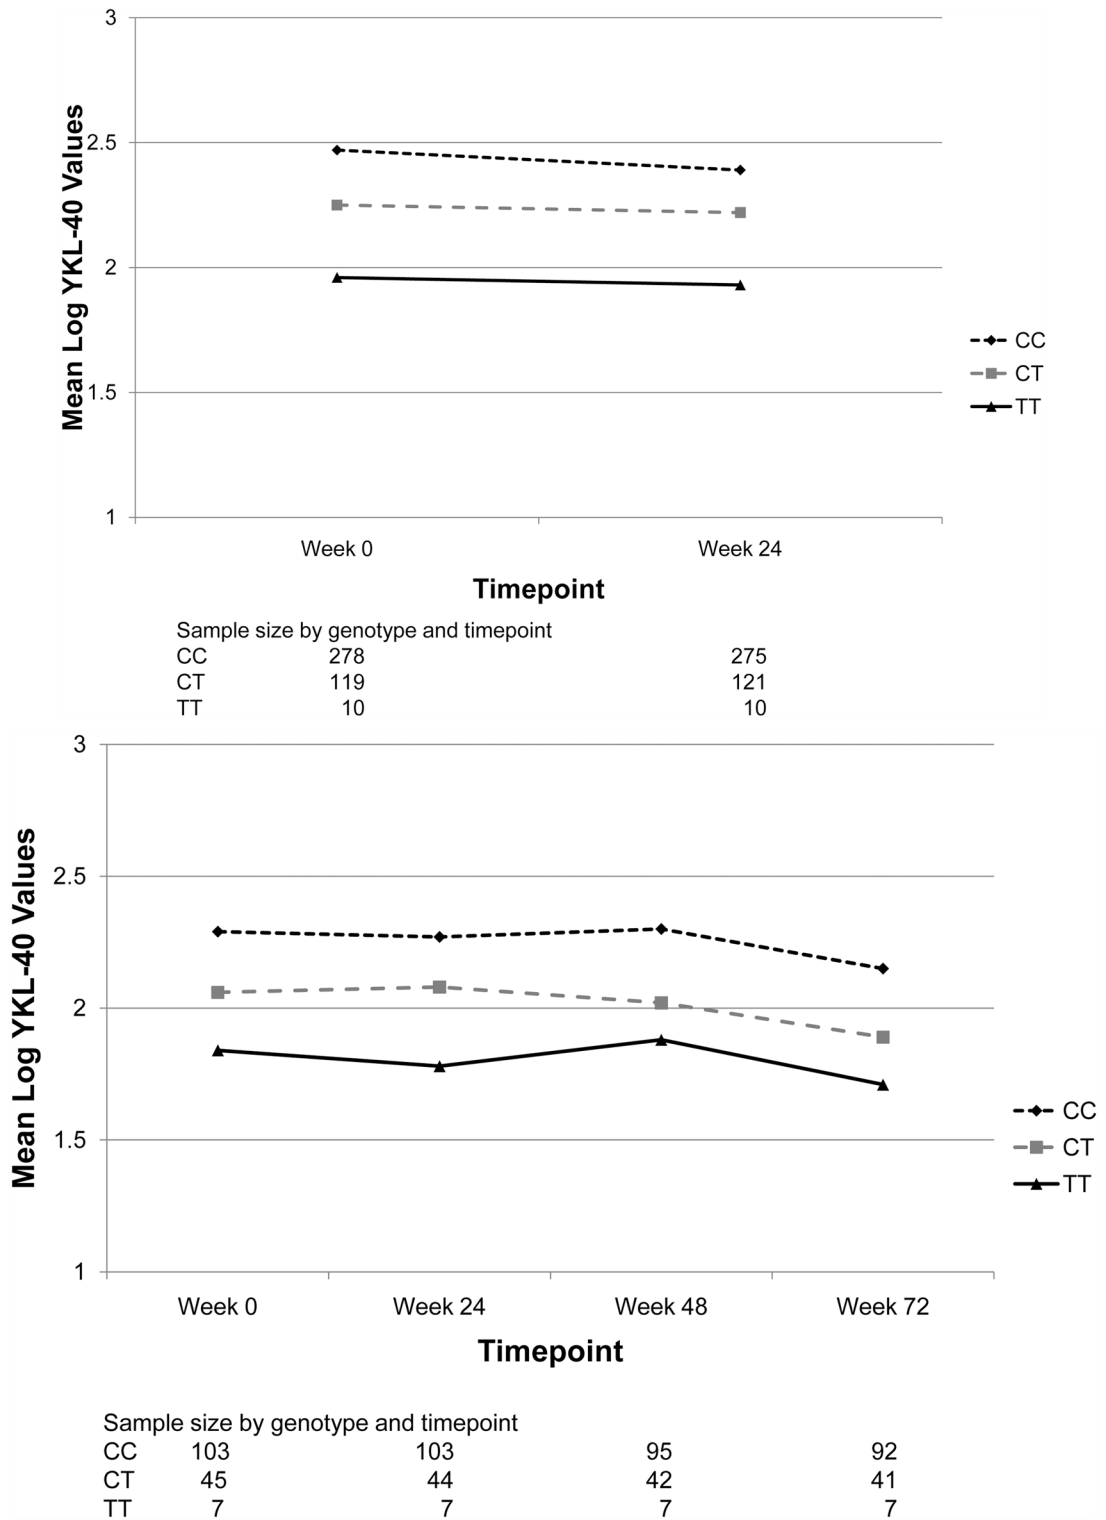 3
2.5
2
1.5
1
Mean Log YKL-40 Values
CC
CT
TT
Week 0 Week 24
Timepoint
Sample size by genotype and timepoint
CC 278 275
CT 119 121
TT 10 10
3
2.5
2
1.5
1
Mean Log YKL-40 Values
CC
CT
TT
Week 0 Week 24 Week 48 Week 72
Timepoint
Sample size by genotype and timepoint
CC 103 103 95 92
CT 45 44 42 41
TT 7 7 7 7